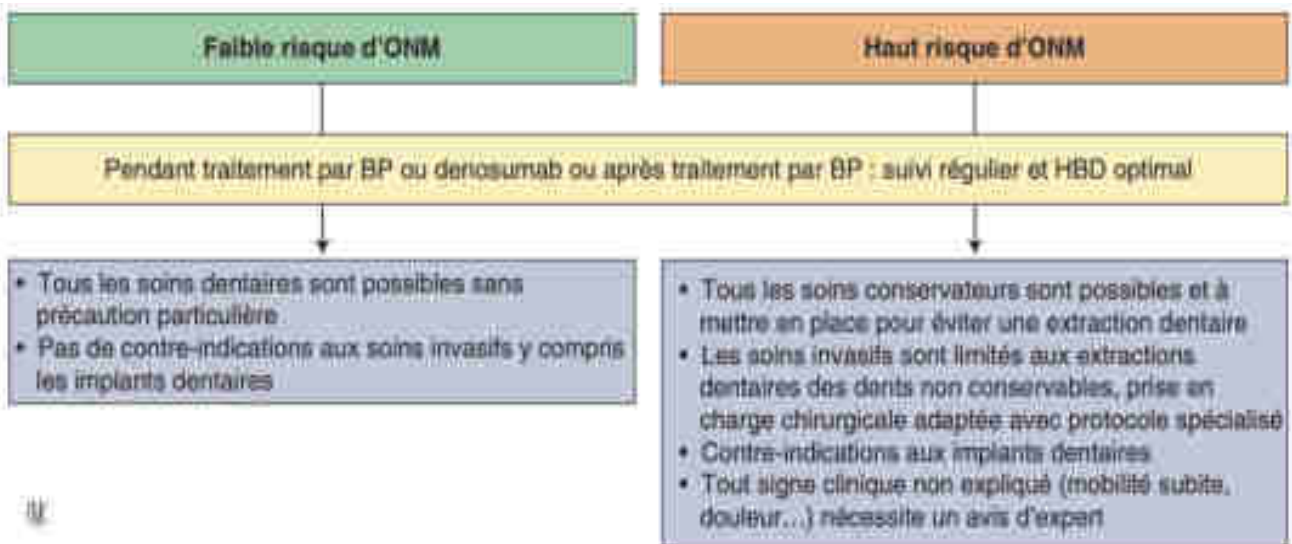 Faible risque d'ONM
Haut risque d'ONM
Pendant traitement par BP ou denosumab ou après traitement par BP : suivi régulier et HBD optimal
• Tous les soins dentaires sont possibles sans
précaution particulière
• Pas de contre-indications aux soins invasifs y compris
les implants dentaires
• Tous les soins conservateurs sont possibles et à
mettre en place pour éviter une extraction dentaire
• Les soins invasifs sont limités aux extractions
dentaires des dents non conservables, prise en
charge chirurgicale adaptée avec protocole spécialisé
• Contre-indications aux implants dentaires
• Tout signe clinique non expliqué (mobilité subite,
douleur…) nécessite un avis d'expert